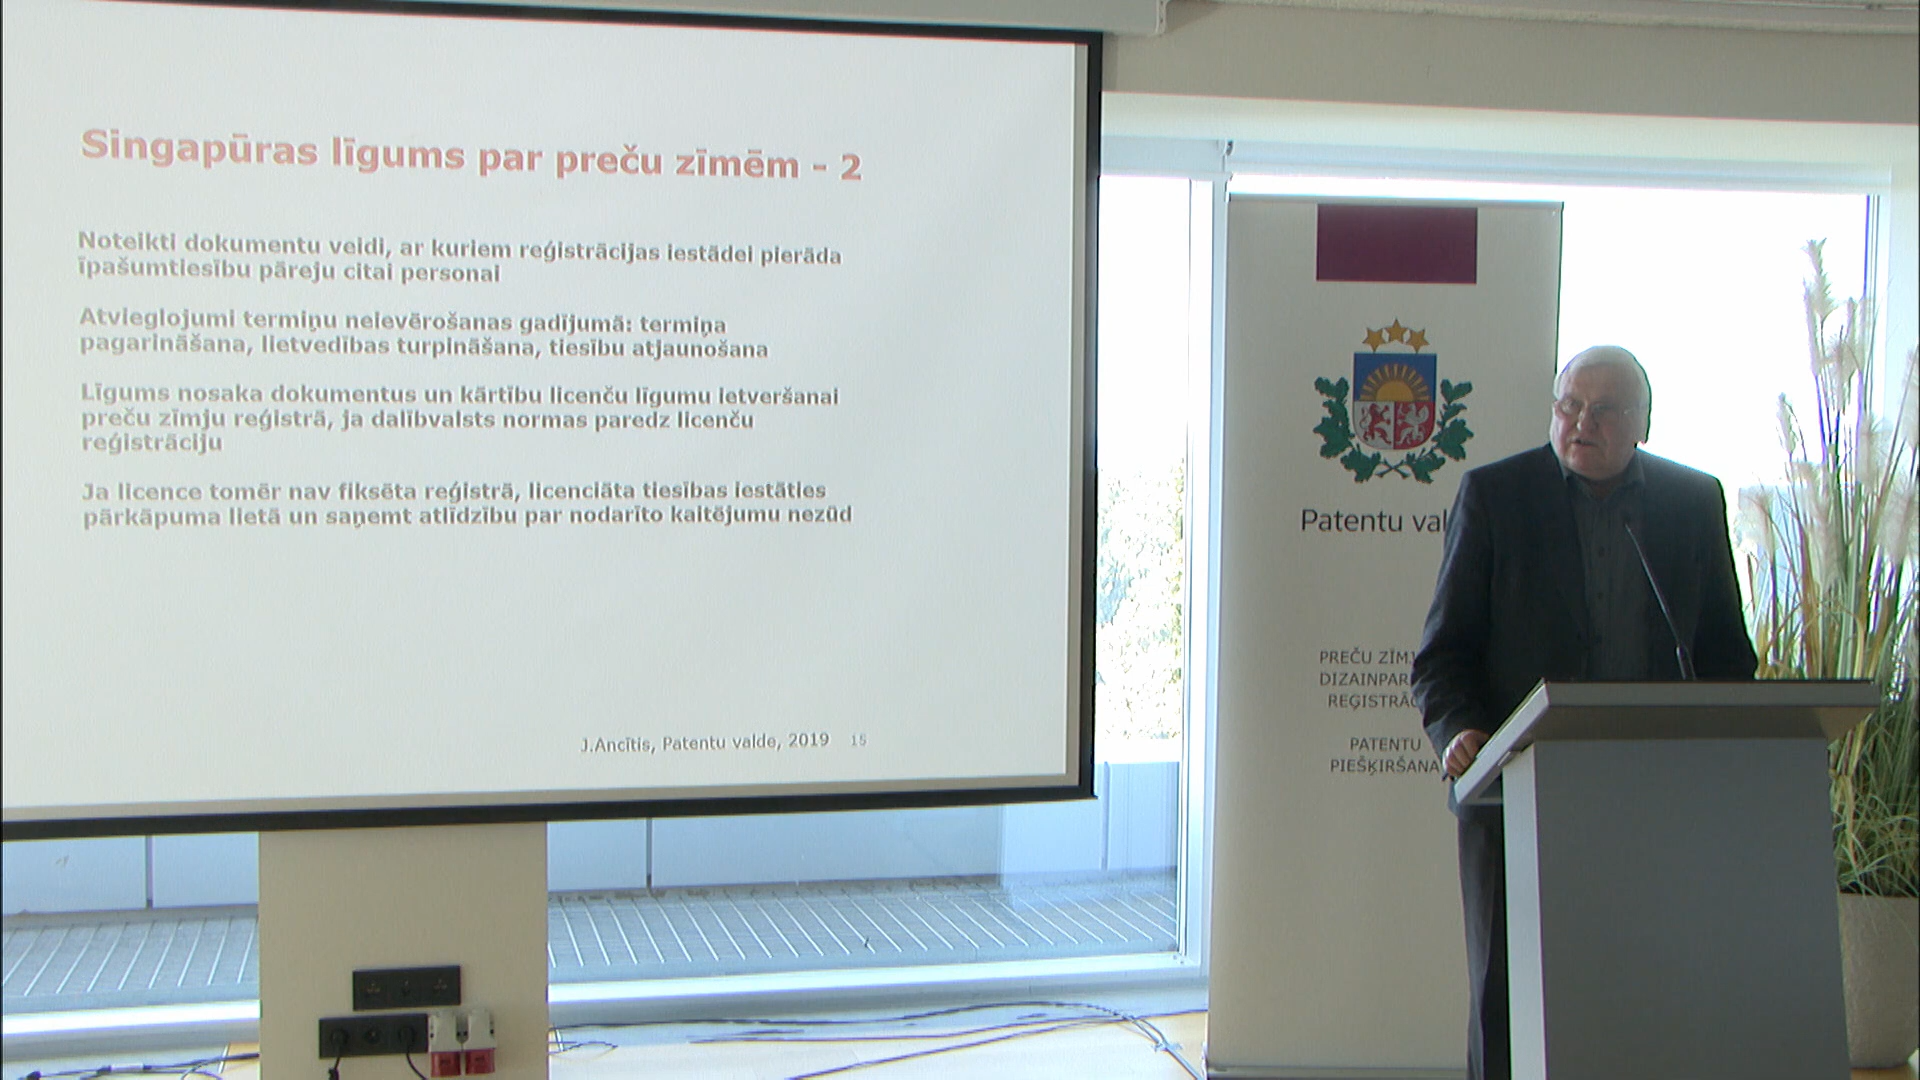 Singapūras līgums par preču zīmēm - 2
Noteikti dokumentu veidi, ar kuriem reģistrācijas iestādei pierāda
īpašumtiesību pāreju citai personai
Atvieglojumi termiņu neievērošanas gadījumā: termiņa
pagarināšana, lietvedības turpināšana, tiesību atjaunošana
Līgums nosaka dokumentus un kārtību licenču līgumu ietveršanai
preču zīmju reģistrā, ja dalībvalsts normas paredz licenču
reģistrāciju
Ja licence tomēr nav fiksēta reģistrā, licenciāta tiesības iestāties
pārkāpuma lietā un saņemt atlīdzību par nodarīto kaitējumu nezūd
J.Ancītis, Patentu valde, 2019 15
Patentu val
PREČU ZĪM
DIZAINPAR
REĢISTRĀC
PATENTU
PIEŠĶIRŠANA